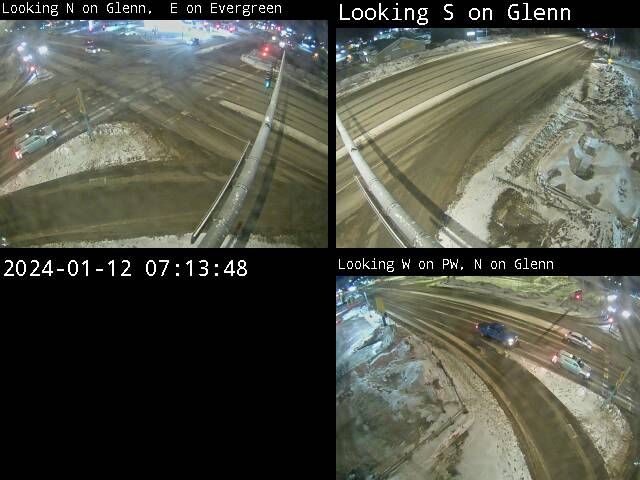 Looking N on Glenn,  E on Evergreen
Looking S on Glenn
2024-01-12 07:13:48
Looking W on PW, N on Glenn